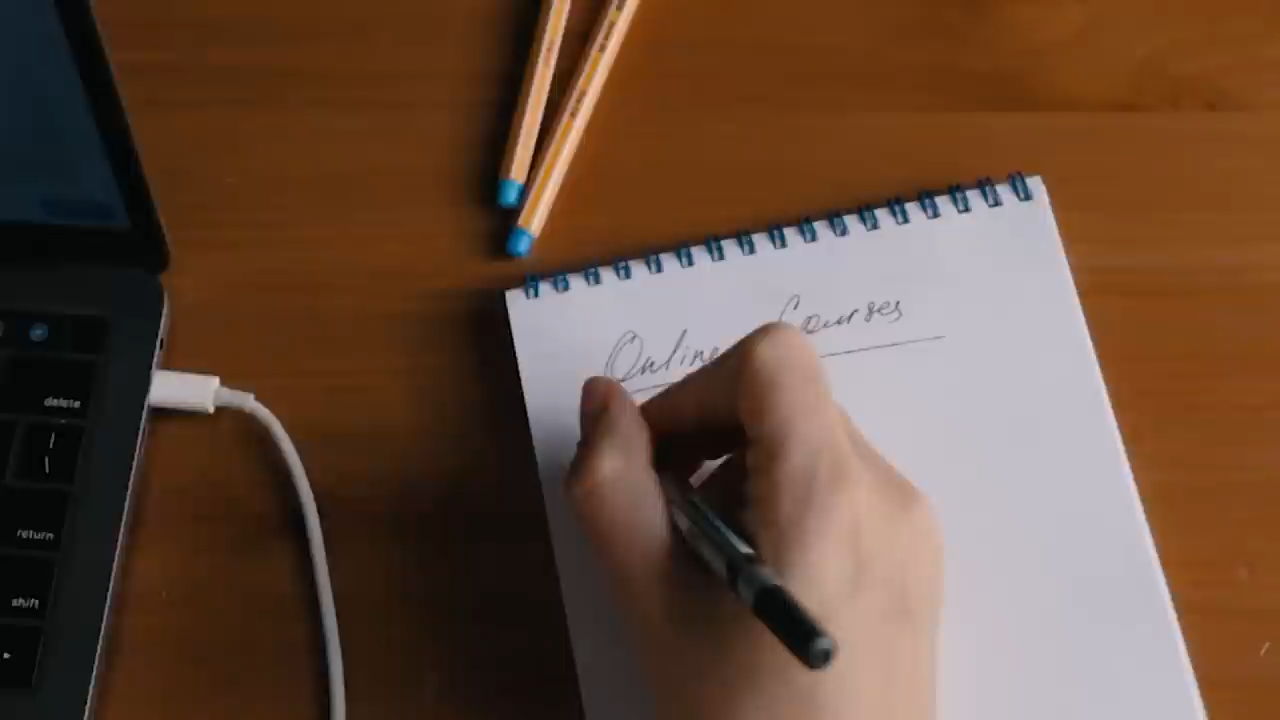 Online Courses
delete
|
\
return
shift